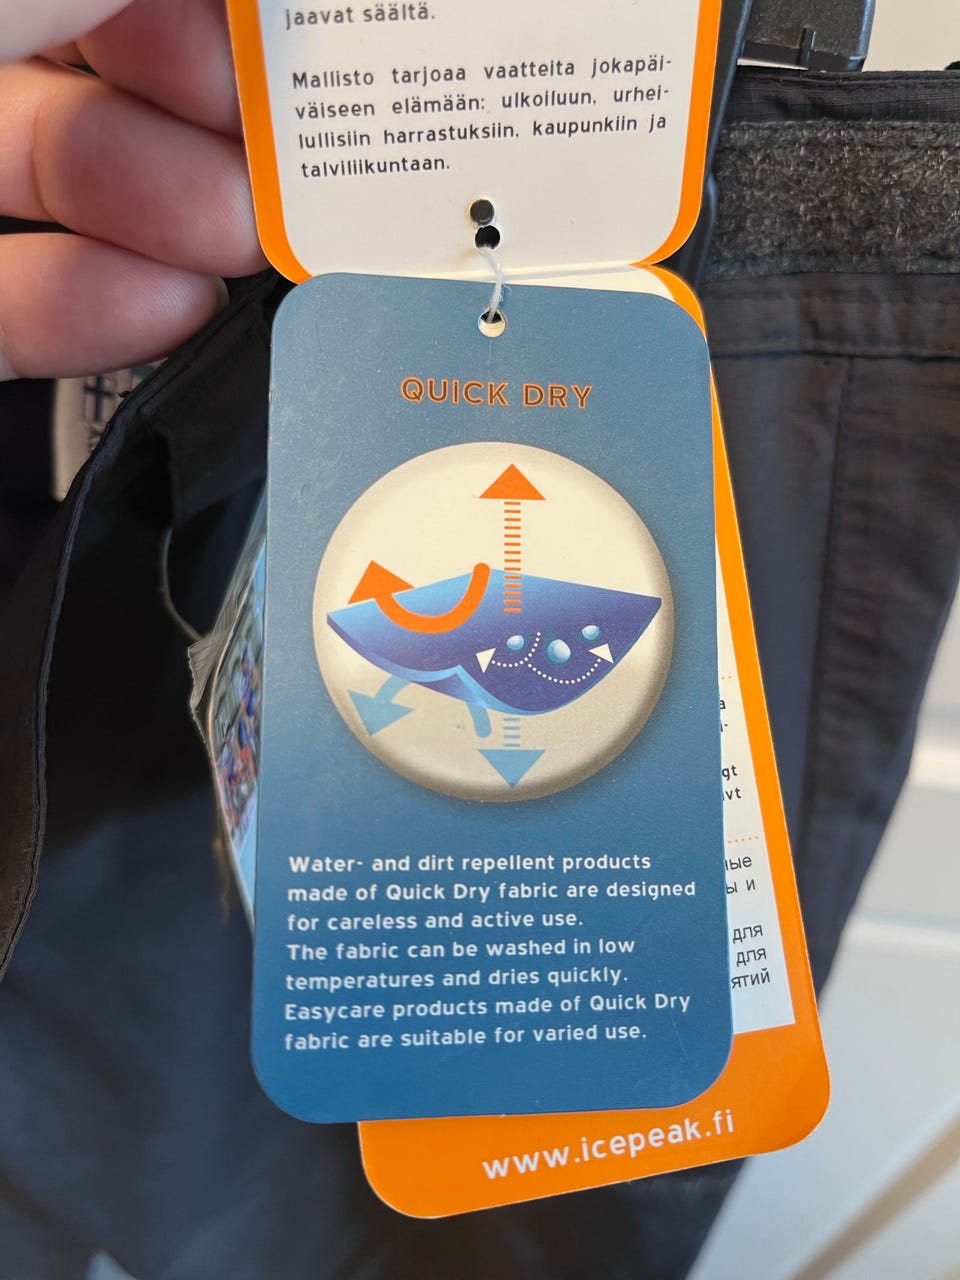 jaavat säältä.
Mallisto tarjoaa vaatteita jokapäi-
väiseen elämään: ulkoiluun, urhei-
lullisiin harrastuksiin, kaupunkiin ja
talviliikuntaan.
QUICK DRY
Water- and dirt repellent products
made of Quick Dry fabric are designed
for careless and active use.
The fabric can be washed in low
temperatures and dries quickly.
Easycare products made of Quick Dry
fabric are suitable for varied use.
для
для
www.icepeak.fi